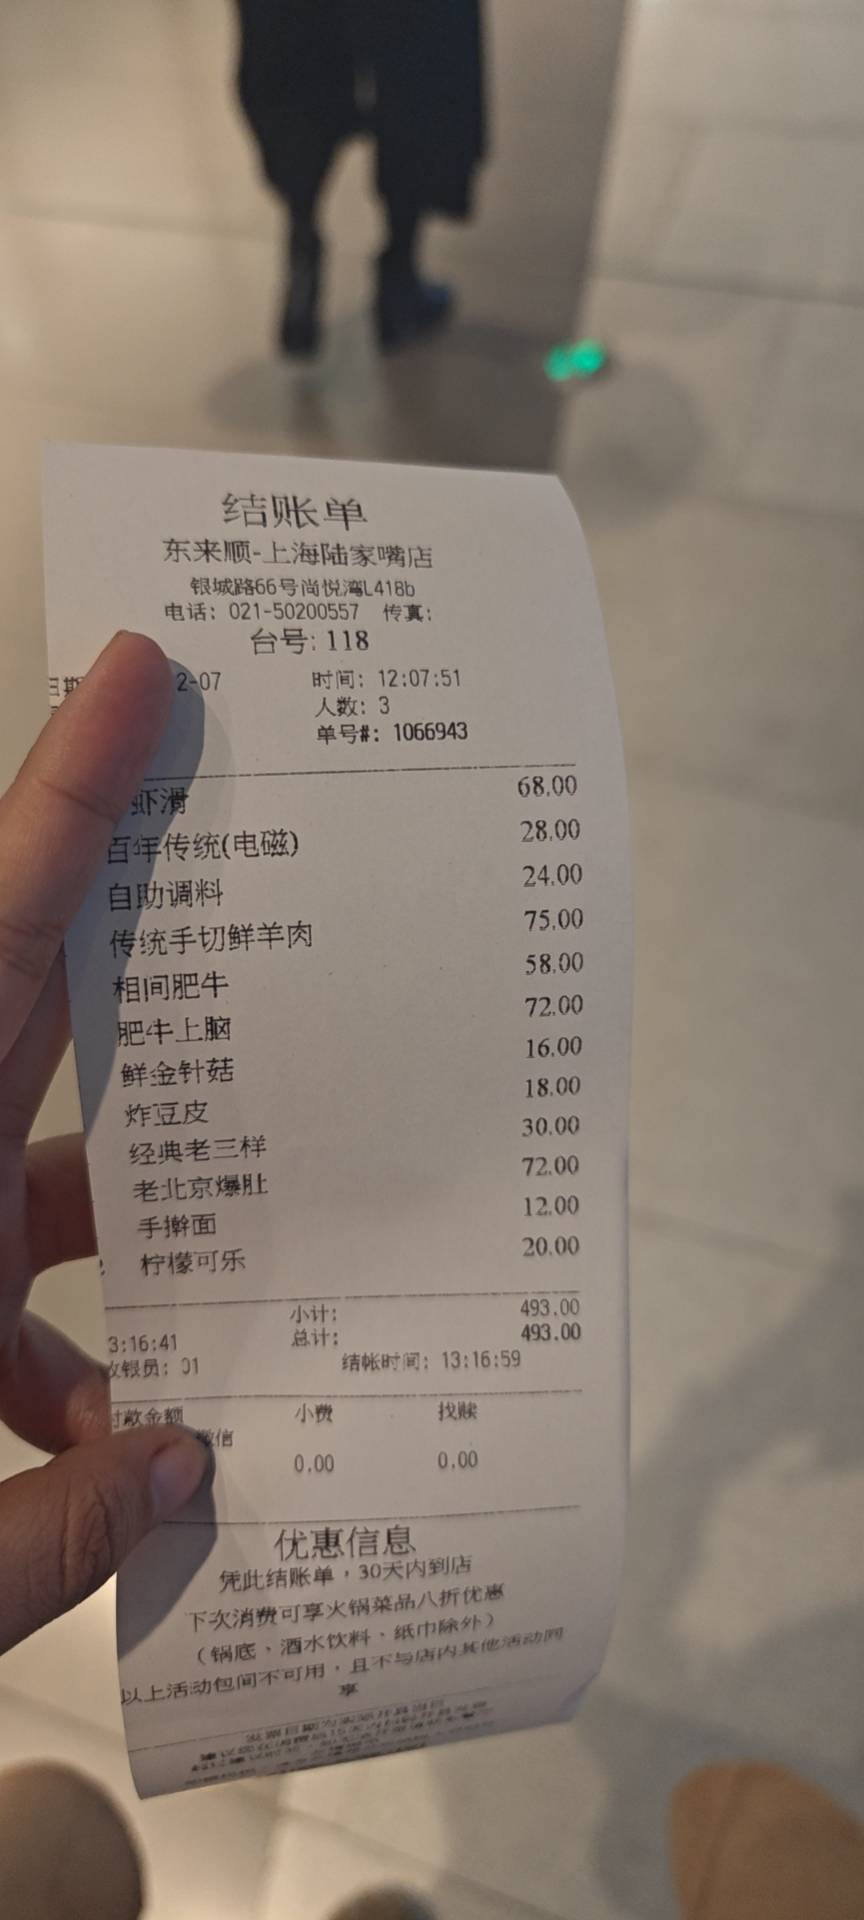 结账单
东来顺-上海陆家嘴店
银城路66号尚悦湾L418b
电话: 021-50200557 传真:
台号: 118
2-07 时间: 12:07:51
人数: 3
单号#: 1066943
虾滑 68.00
百年传统(电磁) 28.00
自助调料 24.00
传统手切鲜羊肉 75.00
相间肥牛 58.00
肥牛上脑 72.00
鲜金针菇 16.00
炸豆皮 18.00
经典老三样 30.00
老北京爆肚 72.00
手擀面 12.00
柠檬可乐 20.00
小计: 493.00
3:16:41 总计: 493.00
收银员: 01 结帐时间: 13:16:59
付款金额 小费 找赎
微信
0.00 0.00
优惠信息
凭此结账单，30天内到店
下次消费可享火锅菜品八折优惠
（锅底、酒水饮料、纸巾除外）
以上活动包间不可用，且不与店内其他活动同
享